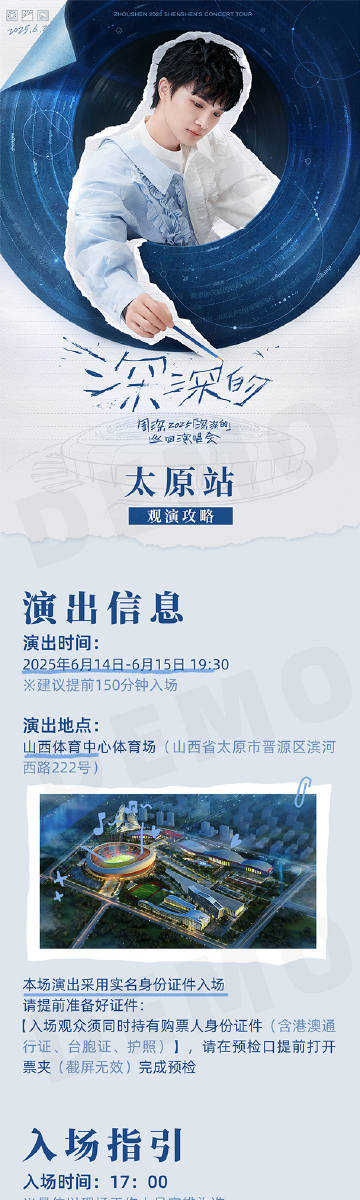 ZHOUSHEN 2025 SHENSHEN'S CONCERT TOUR
深深的
周深2025「深深的」
巡回演唱会
太原站
观演攻略
演出信息
演出时间：
2025年6月14日-6月15日 19:30
※建议提前150分钟入场
演出地点：
山西体育中心体育场（山西省太原市晋源区滨河
西路222号）
本场演出采用实名身份证件入场
请提前准备好证件：
【入场观众须同时持有购票人身份证件（含港澳通
行证、台胞证、护照）】，请在预检口提前打开
票夹（截屏无效）完成预检
入场指引
入场时间：17：00
DEMO
DEMO
DEMO